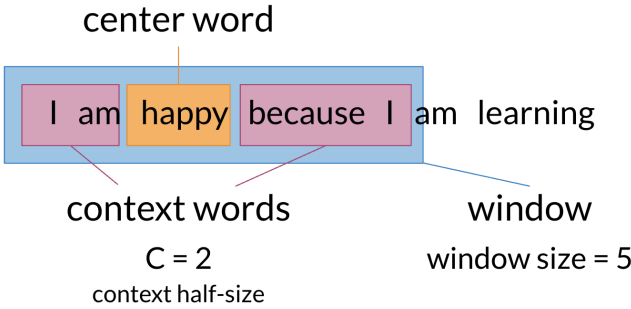 center word
I am happy because I am learning
context words window
C = 2 window size = 5
context half-size